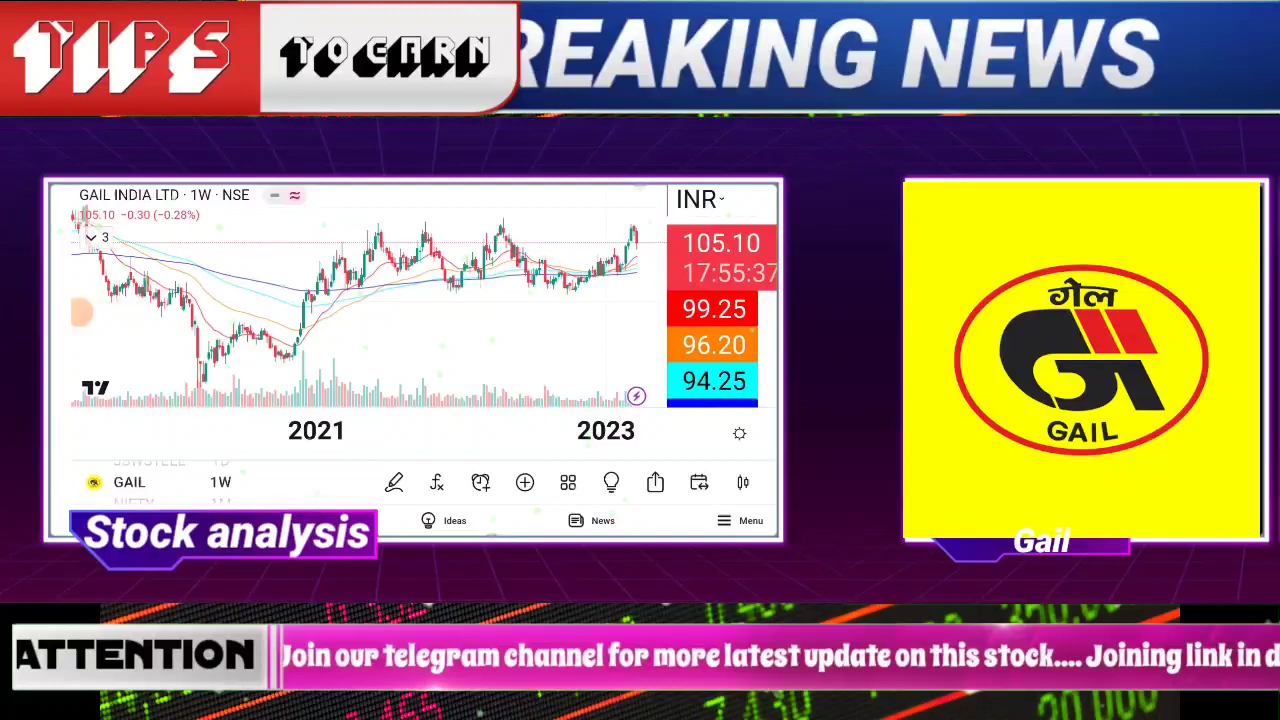 TIPS
TO EARN
REAKING NEWS
GAIL INDIA LTD · 1W · NSE
105.10 −0.30 (−0.28%)
3
INR
105.10
17:55:37
99.25
96.20
94.25
2021
2023
GAIL 1W
Ideas
News
Menu
Stock analysis
गेल
GAIL
Gail
ATTENTION
Join our telegram channel for more latest update on this stock.... Joining link in d